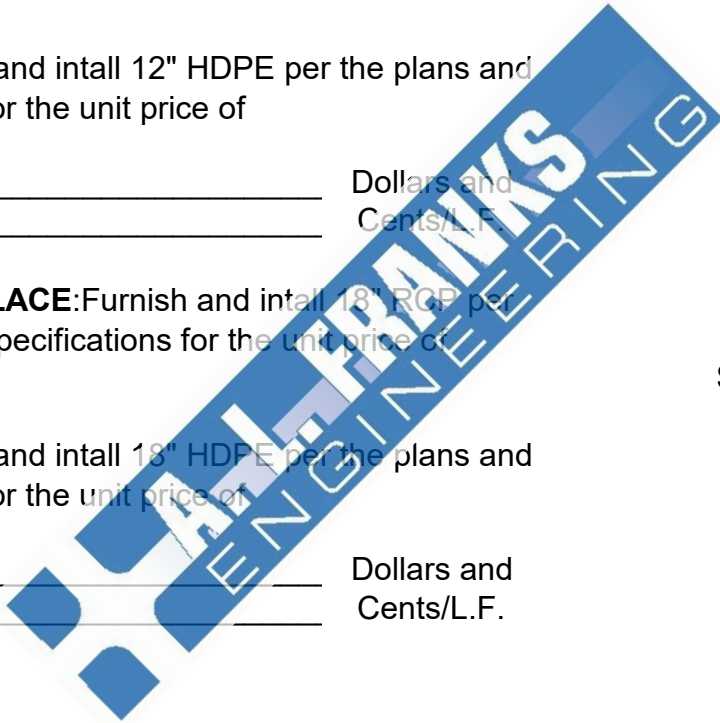 and intall 12" HDPE per the plans and
or the unit price of
Dollars and
Cents/L.F.
LACE:Furnish and intall 18" RCP per
pecifications for the unit price of
and intall 18" HDPE per the plans and
or the unit price of
Dollars and
Cents/L.F.
A.L. FRANKS
ENGINEERING